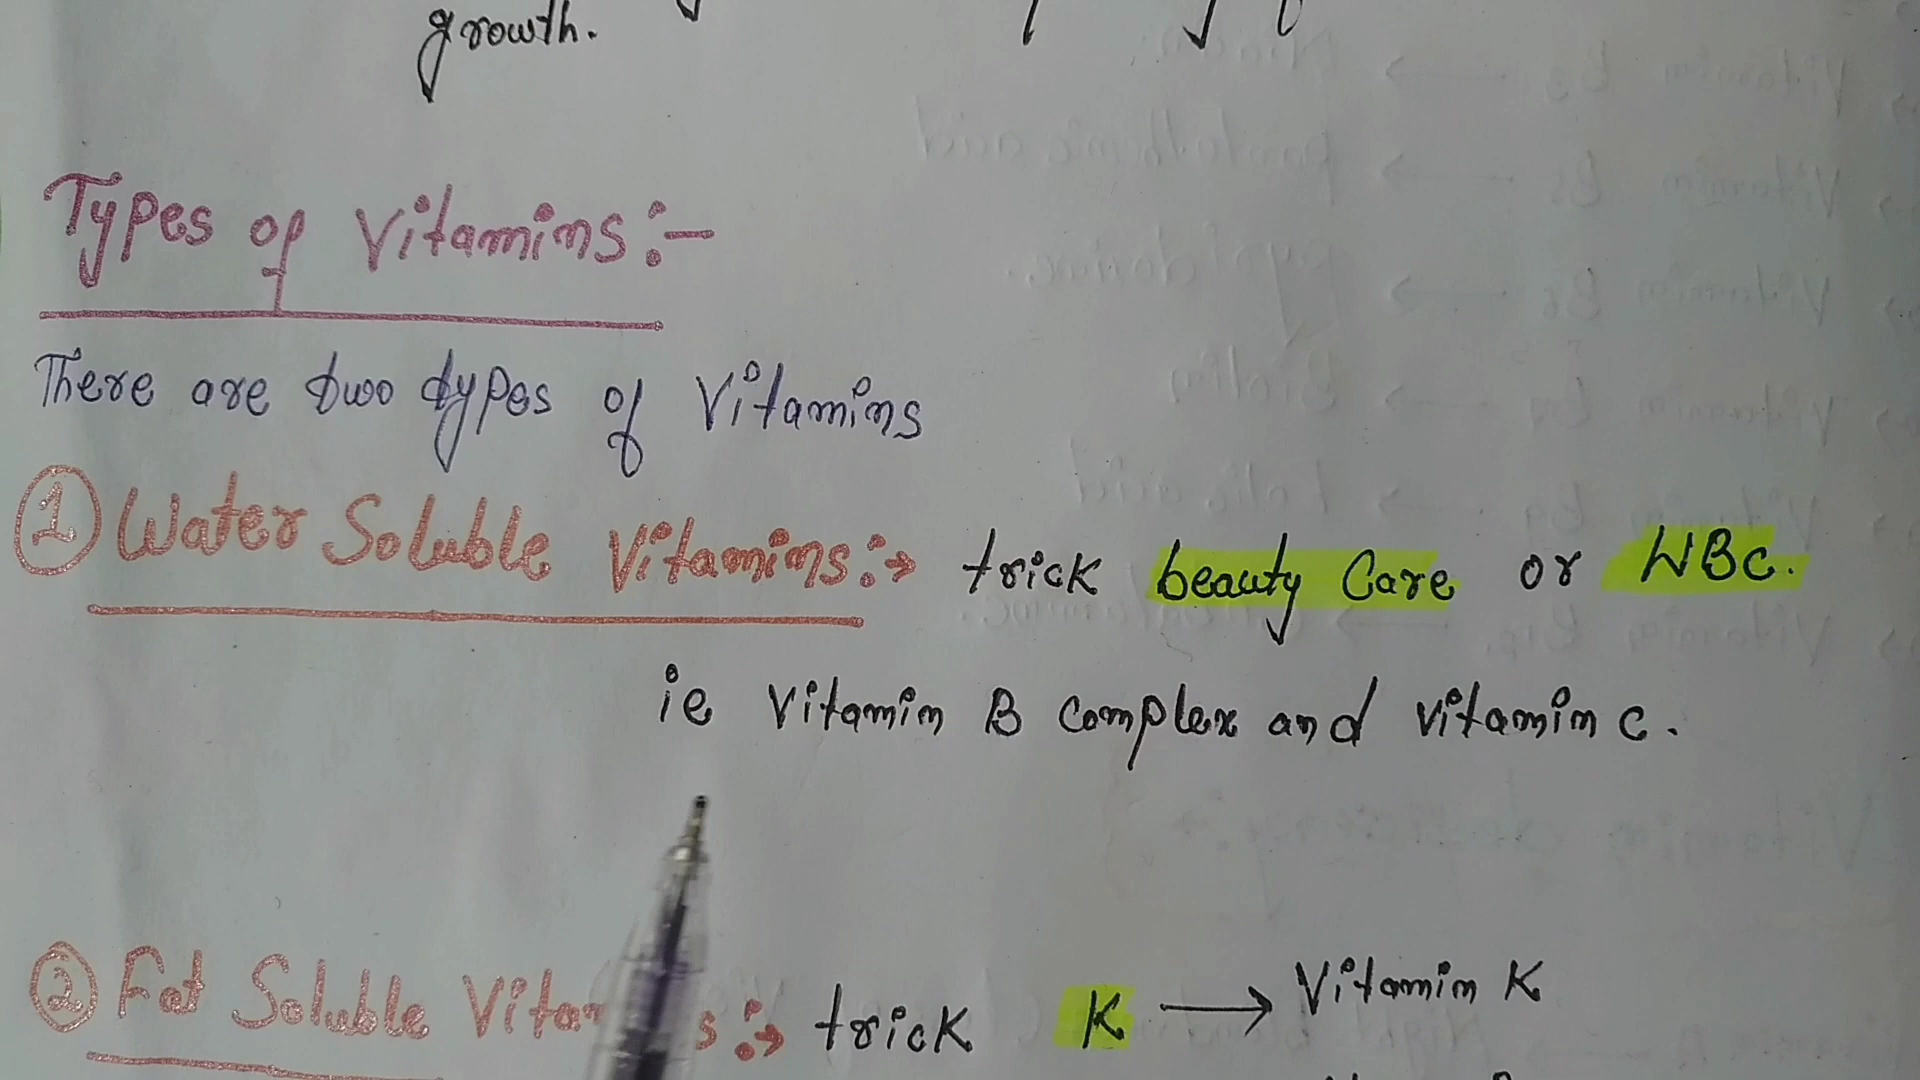 growth.
Types of Vitamins:-
There are two types of Vitamins
① Water Soluble Vitamins:→ trick beauty Care or WBC.
ie Vitamin B Complex and vitamin C.
② Fat Soluble trick K → Vitamin K